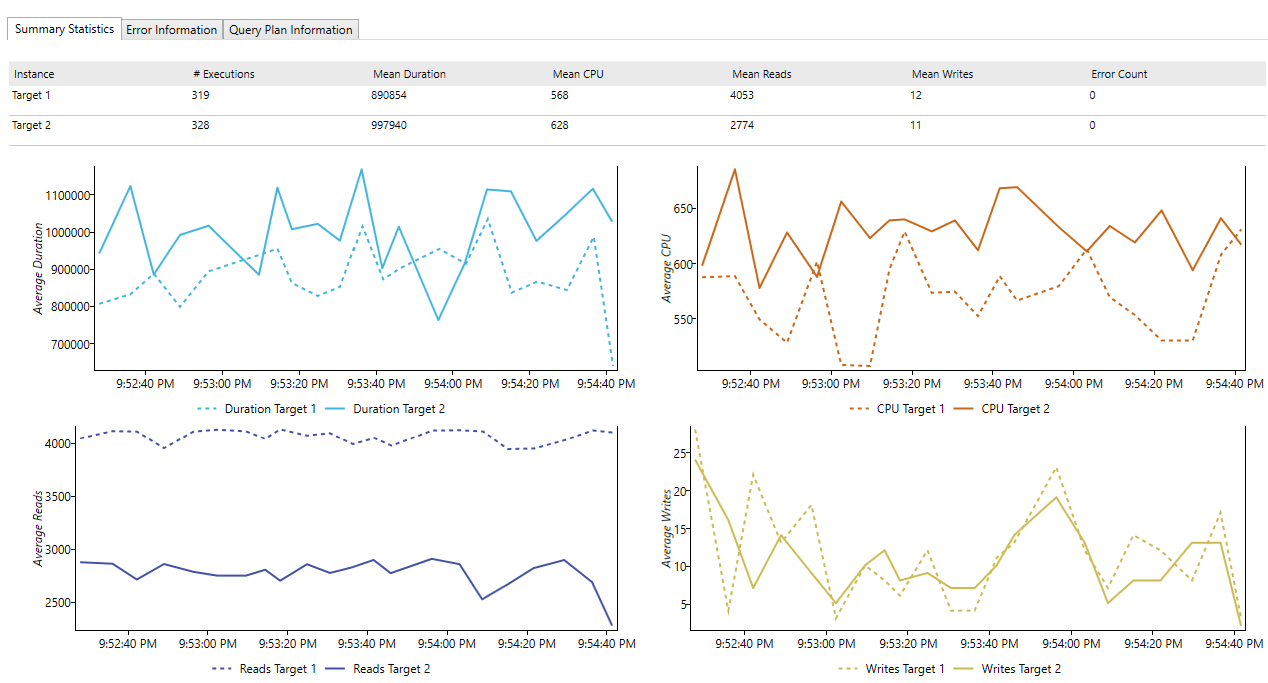 Summary Statistics Error Information Query Plan Information
Instance # Executions Mean Duration Mean CPU Mean Reads Mean Writes Error Count
Target 1 319 890854 568 4053 12 0
Target 2 328 997940 628 2774 11 0
Average Duration
1100000
1000000
900000
800000
700000
9:52:40 PM 9:53:00 PM 9:53:20 PM 9:53:40 PM 9:54:00 PM 9:54:20 PM 9:54:40 PM
Duration Target 1 Duration Target 2
Average CPU
650
600
550
9:52:40 PM 9:53:00 PM 9:53:20 PM 9:53:40 PM 9:54:00 PM 9:54:20 PM 9:54:40 PM
CPU Target 1 CPU Target 2
Average Reads
4000
3500
3000
2500
9:52:40 PM 9:53:00 PM 9:53:20 PM 9:53:40 PM 9:54:00 PM 9:54:20 PM 9:54:40 PM
Reads Target 1 Reads Target 2
Average Writes
25
20
15
10
5
9:52:40 PM 9:53:00 PM 9:53:20 PM 9:53:40 PM 9:54:00 PM 9:54:20 PM 9:54:40 PM
Writes Target 1 Writes Target 2